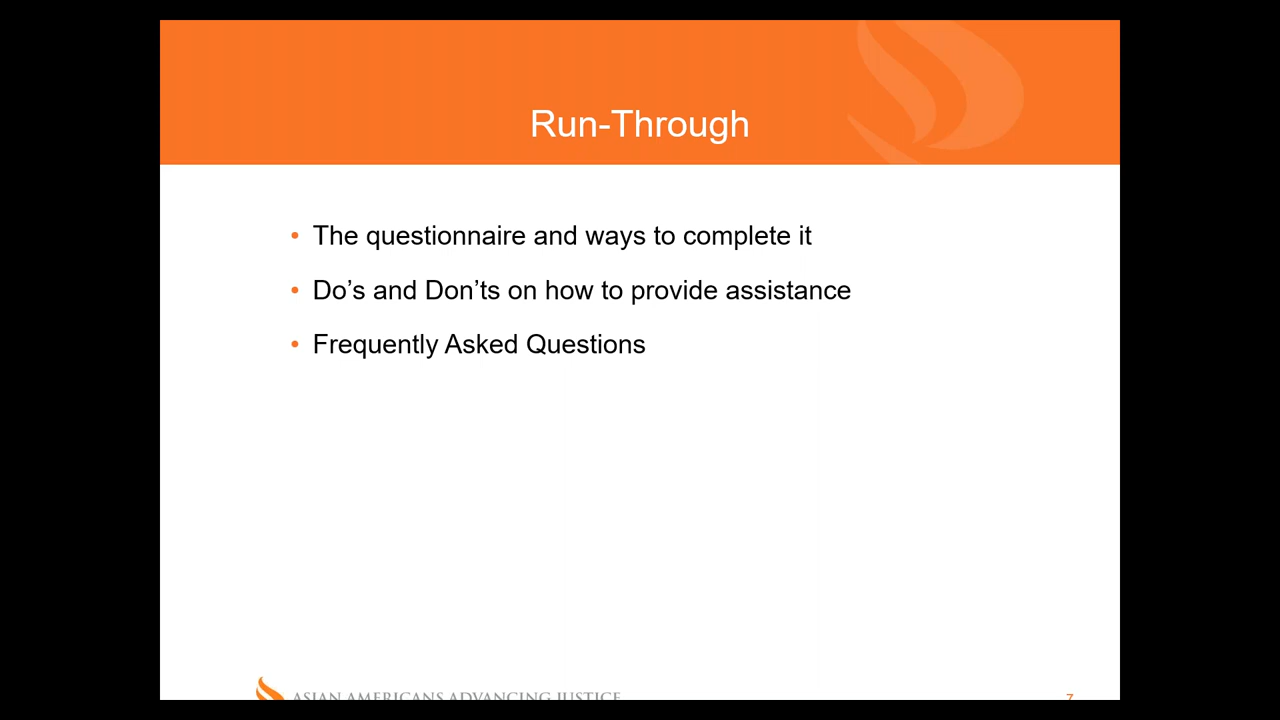 Run-Through
• The questionnaire and ways to complete it
• Do’s and Don’ts on how to provide assistance
• Frequently Asked Questions
ASIAN AMERICANS ADVANCING JUSTICE
7